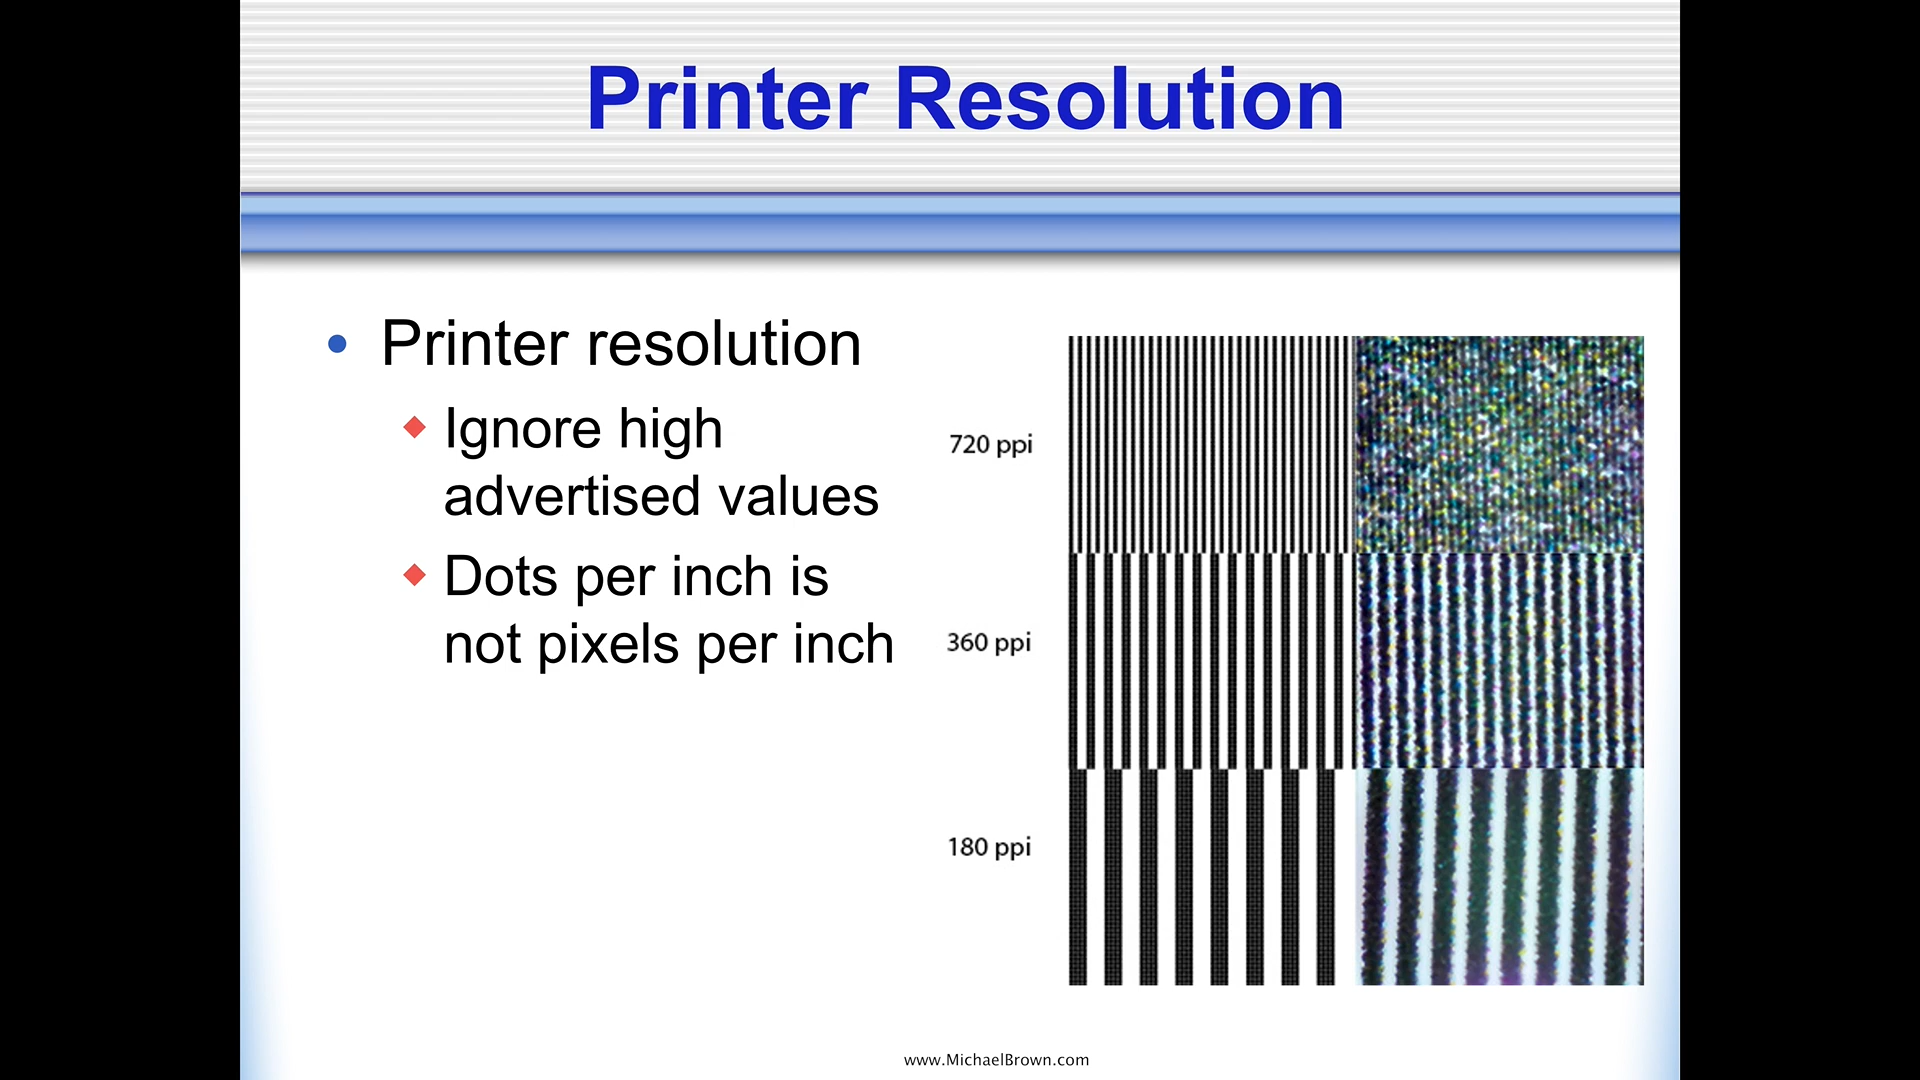 Printer Resolution
Printer resolution
Ignore high
advertised values
Dots per inch is
not pixels per inch
720 ppi
360 ppi
180 ppi
www.MichaelBrown.com